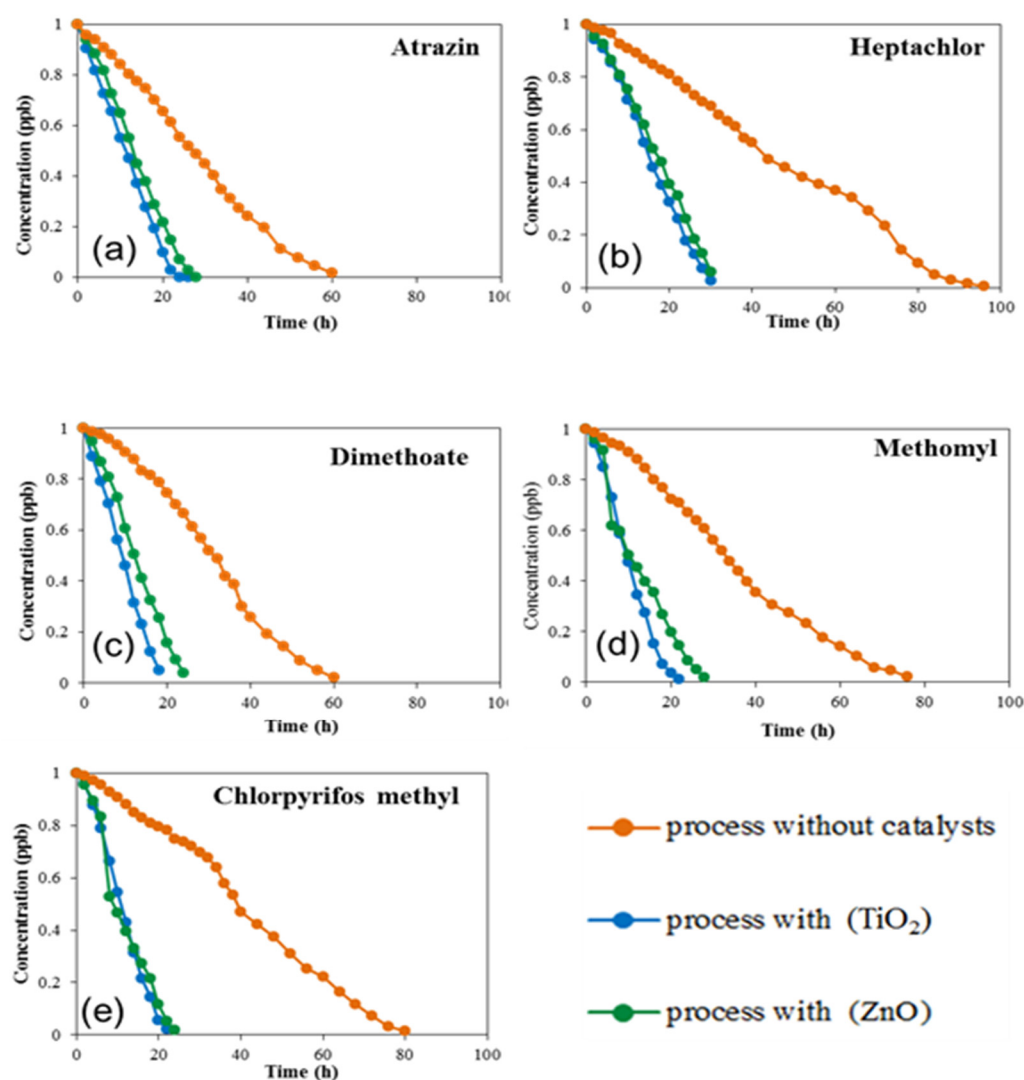 Atrazin
Concentration (ppb)
1
0.8
0.6
0.4
0.2
0
(a)
0 20 40 60 80 10(
Time (h)
Heptachlor
Concentration (ppb)
1
0.8
0.6
0.4
0.2
0
(b)
0 20 40 60 80 100
Time (h)
Dimethoate
Concentration (ppb)
1
0.8
0.6
0.4
0.2
0
(c)
0 20 40 60 80 10(
Time (h)
Methomyl
Concentration (ppb)
1
0.8
0.6
0.4
0.2
0
(d)
0 20 40 60 80 100
Time (h)
Chlorpyrifos methyl
Concentration (ppb)
1
0.8
0.6
0.4
0.2
0
(e)
0 20 40 60 80 100
Time (h)
process without catalysts
process with (TiO₂)
process with (ZnO)